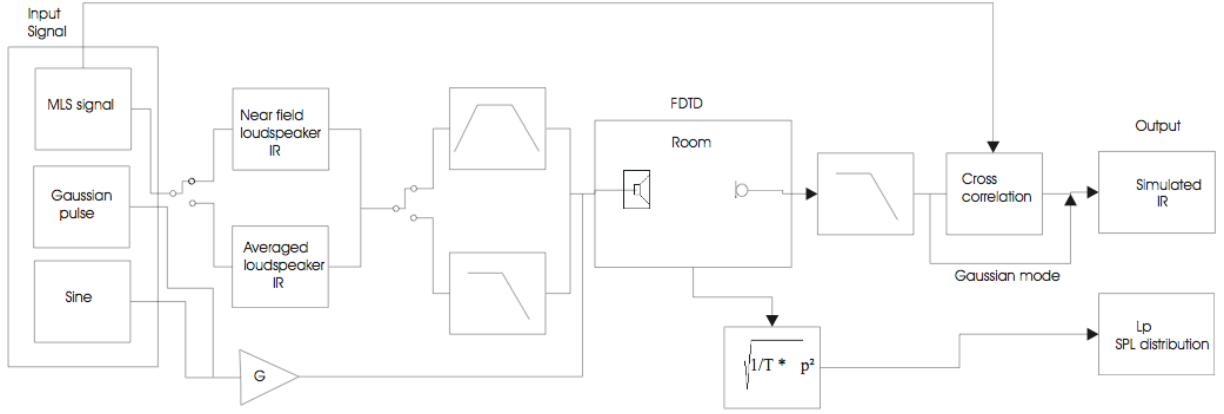 Input
Signal
MLS signal
Gaussian
pulse
Sine
Near field
loudspeaker
IR
Averaged
loudspeaker
IR
G
FDTD
Room
Cross
correlation
Gaussian mode
Output
Simulated
IR
√1/T * p²
Lp
SPL distribution